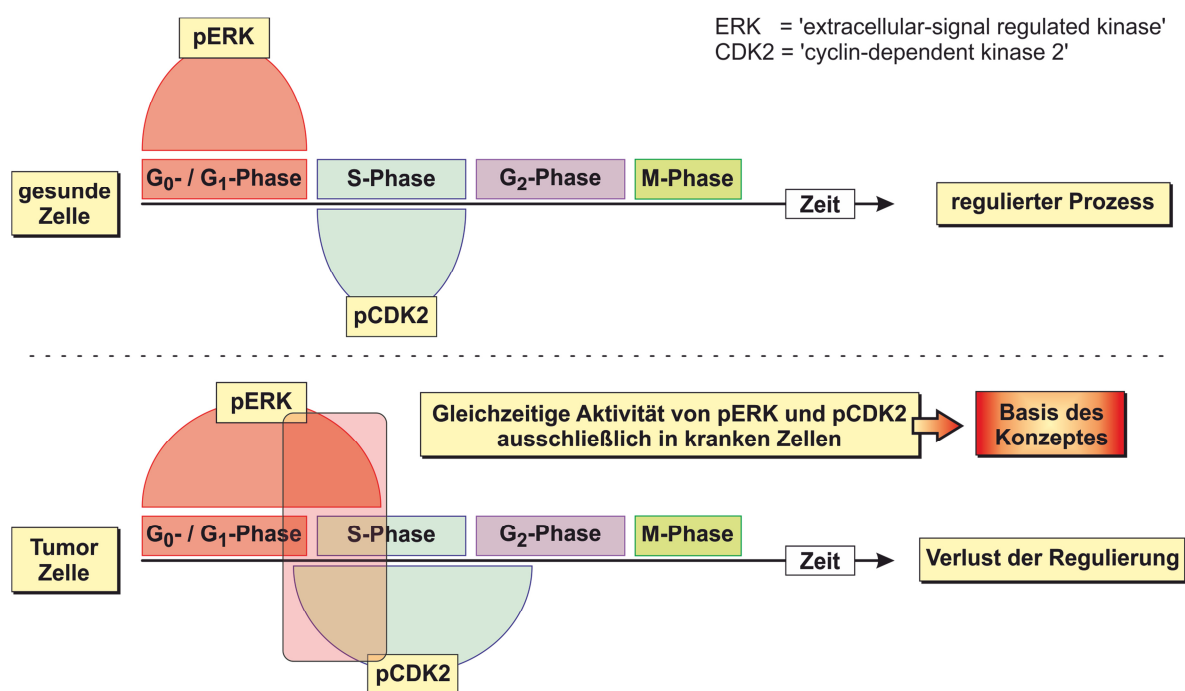 pERK
ERK = 'extracellular-signal regulated kinase'
CDK2 = 'cyclin-dependent kinase 2'
gesunde
Zelle
G0- / G1-Phase
S-Phase
G2-Phase
M-Phase
Zeit
regulierter Prozess
pCDK2
pERK
Gleichzeitige Aktivität von pERK und pCDK2
ausschließlich in kranken Zellen
Basis des
Konzeptes
Tumor
Zelle
G0- / G1-Phase
S-Phase
G2-Phase
M-Phase
Zeit
Verlust der Regulierung
pCDK2